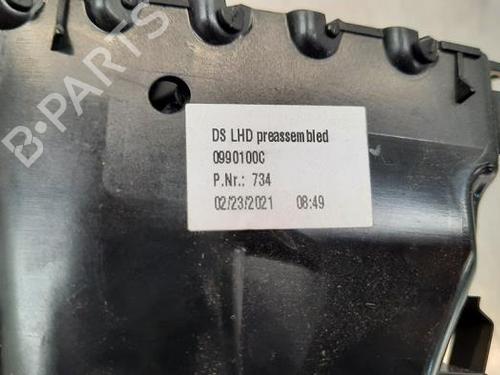 B-PARTS
DS LHD preassembled
0990100C
P.Nr.: 734
02/23/2021 08:49